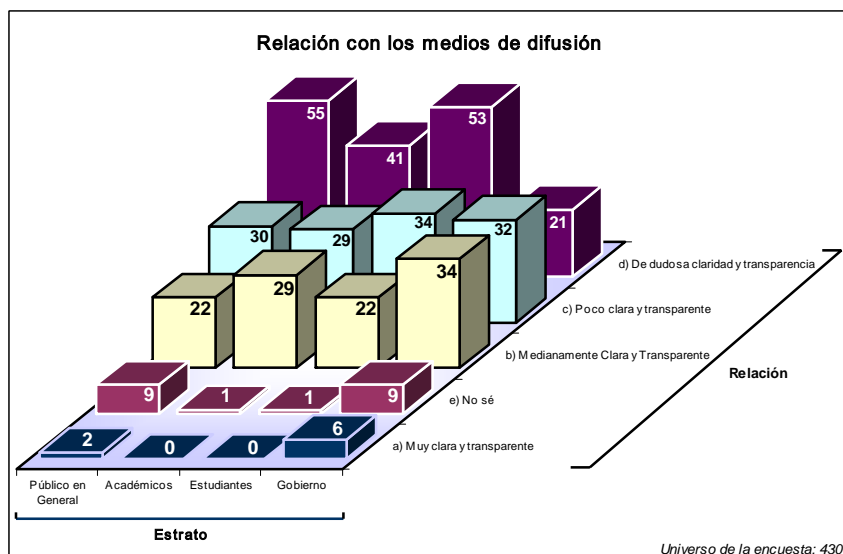 Relación con los medios de difusión
55
41
53
21
30
29
34
32
22
29
22
34
9
1
1
9
2
0
0
6
d) De dudosa claridad y transparencia
c) Poco clara y transparente
b) Medianamente Clara y Transparente
e) No sé
a) Muy clara y transparente
Relación
Público en
General
Académicos
Estudiantes
Gobierno
Estrato
Universo de la encuesta: 430